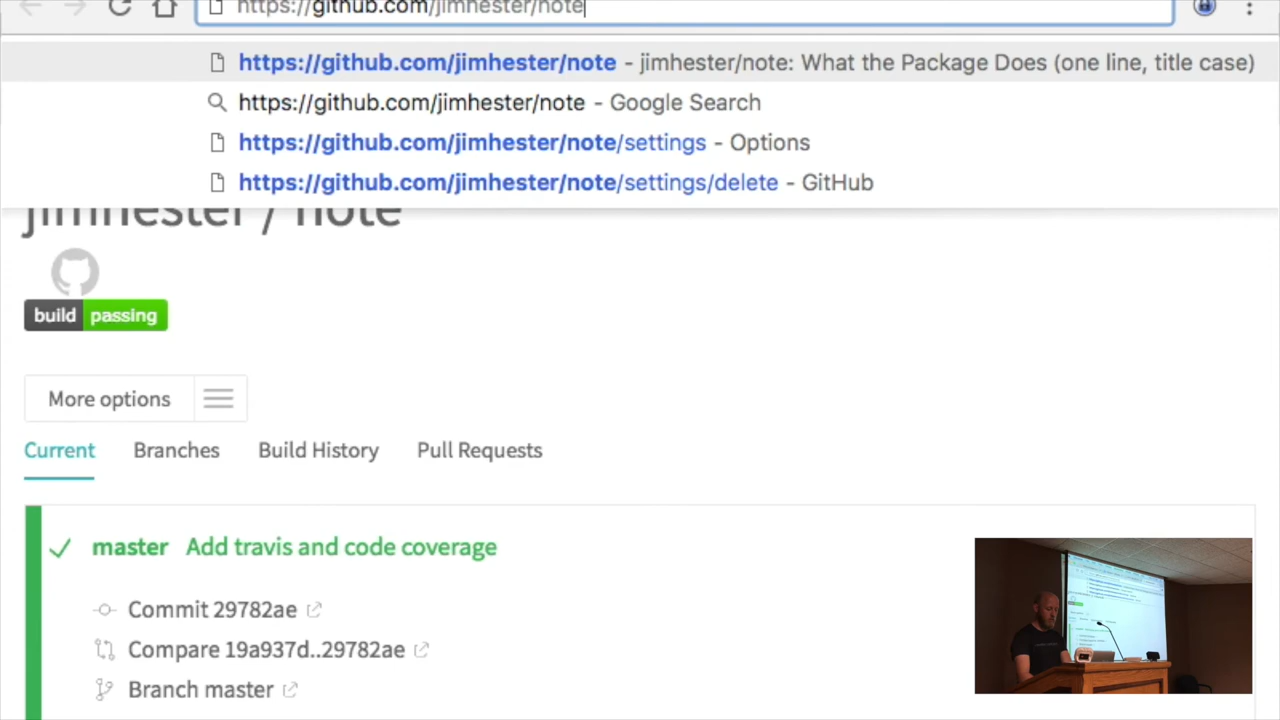 https://github.com/jimhester/note
https://github.com/jimhester/note - jimhester/note: What the Package Does (one line, title case)
https://github.com/jimhester/note - Google Search
https://github.com/jimhester/note/settings - Options
https://github.com/jimhester/note/settings/delete - GitHub
jimhester / note
build passing
More options
Current Branches Build History Pull Requests
master Add travis and code coverage
Commit 29782ae
Compare 19a937d..29782ae
Branch master